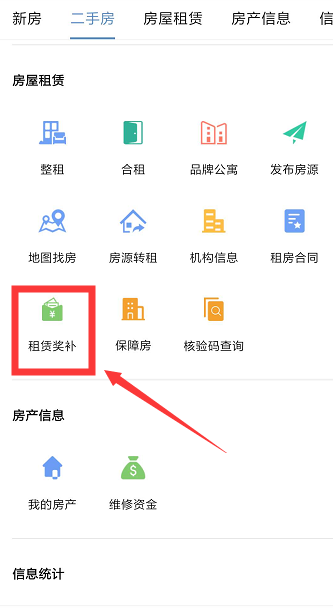 新房 二手房 房屋租赁 房产信息 信
房屋租赁
整租 合租 品牌公寓 发布房源
地图找房 房源转租 机构信息 租房合同
租赁奖补 保障房 核验码查询
房产信息
我的房产 维修资金
信息统计